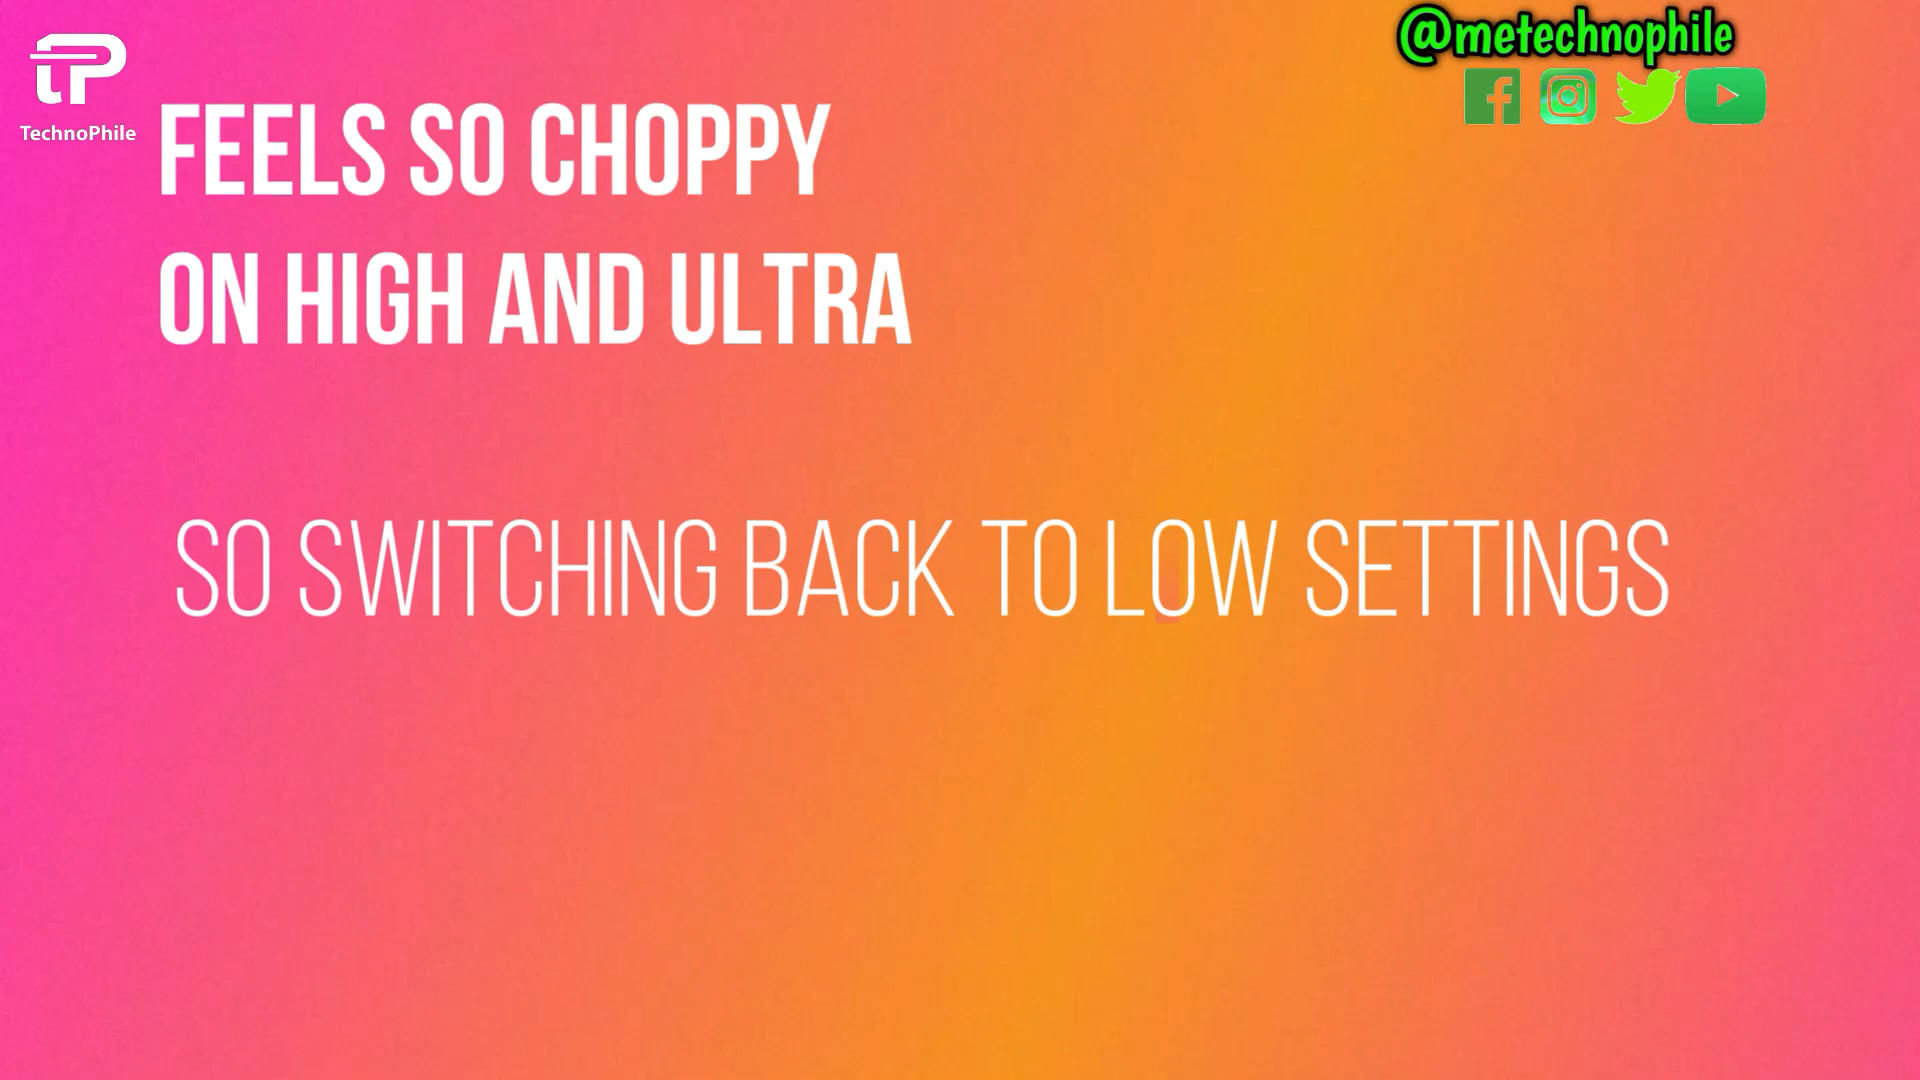 @metechnophile
TechnoPhile
FEELS SO CHOPPY
ON HIGH AND ULTRA
SO SWITCHING BACK TO LOW SETTINGS